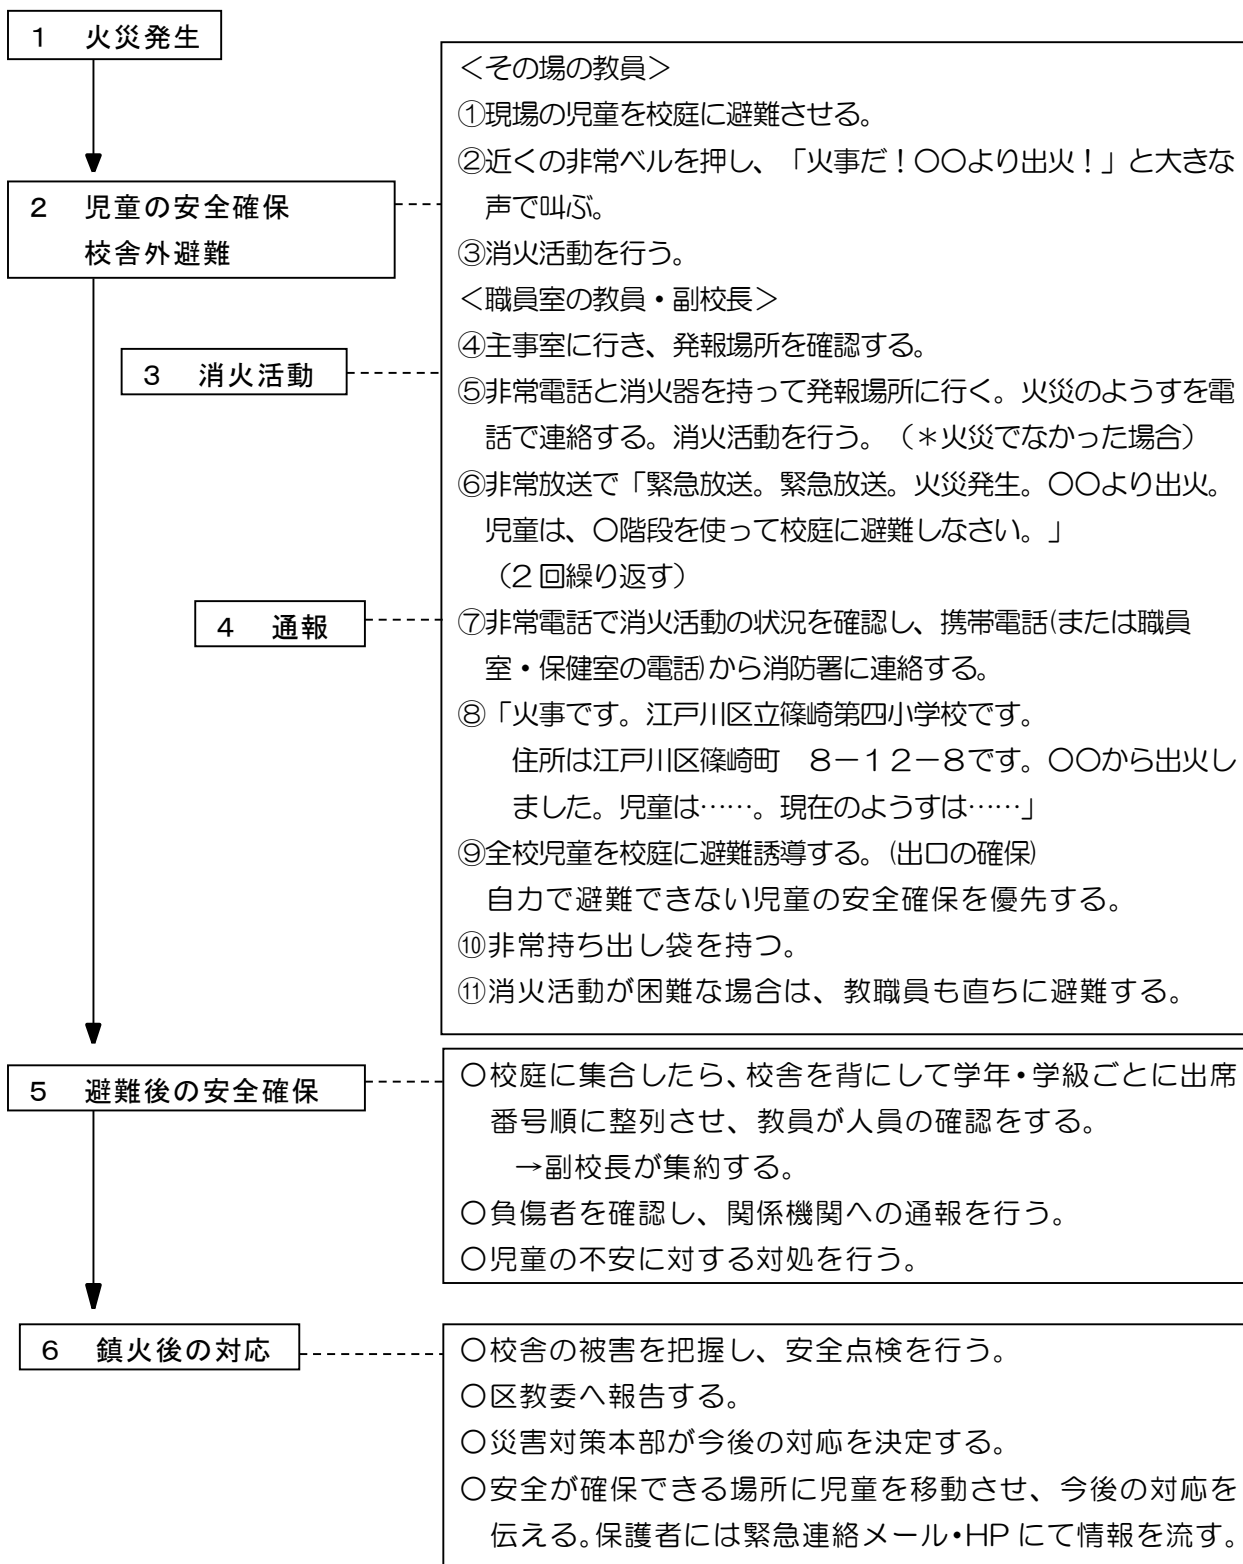 1 火災発生
2 児童の安全確保
校舎外避難
3 消火活動
4 通報
<その場の教員>
①現場の児童を校庭に避難させる。
②近くの非常ベルを押し、「火事だ!〇〇より出火!」と大きな
声で叫ぶ。
③消火活動を行う。
<職員室の教員・副校長>
④主事室に行き、発報場所を確認する。
⑤非常電話と消火器を持って発報場所に行く。火災のようすを電
話で連絡する。消火活動を行う。(*火災でなかった場合)
⑥非常放送で「緊急放送。緊急放送。火災発生。〇〇より出火。
児童は、〇階段を使って校庭に避難しなさい。」
(2回繰り返す)
⑦非常電話で消火活動の状況を確認し、携帯電話(または職員
室・保健室の電話)から消防署に連絡する。
⑧「火事です。江戸川区立篠崎第四小学校です。
住所は江戸川区篠崎町 8-12-8です。〇〇から出火し
ました。児童は……。現在のようすは……」
⑨全校児童を校庭に避難誘導する。(出口の確保)
自力で避難できない児童の安全確保を優先する。
⑩非常持ち出し袋を持つ。
⑪消火活動が困難な場合は、教職員も直ちに避難する。
5 避難後の安全確保
〇校庭に集合したら、校舎を背にして学年・学級ごとに出席
番号順に整列させ、教員が人員の確認をする。
→副校長が集約する。
〇負傷者を確認し、関係機関への通報を行う。
〇児童の不安に対する対処を行う。
6 鎮火後の対応
〇校舎の被害を把握し、安全点検を行う。
〇区教委へ報告する。
〇災害対策本部が今後の対応を決定する。
〇安全が確保できる場所に児童を移動させ、今後の対応を
伝える。保護者には緊急連絡メール・HPにて情報を流す。